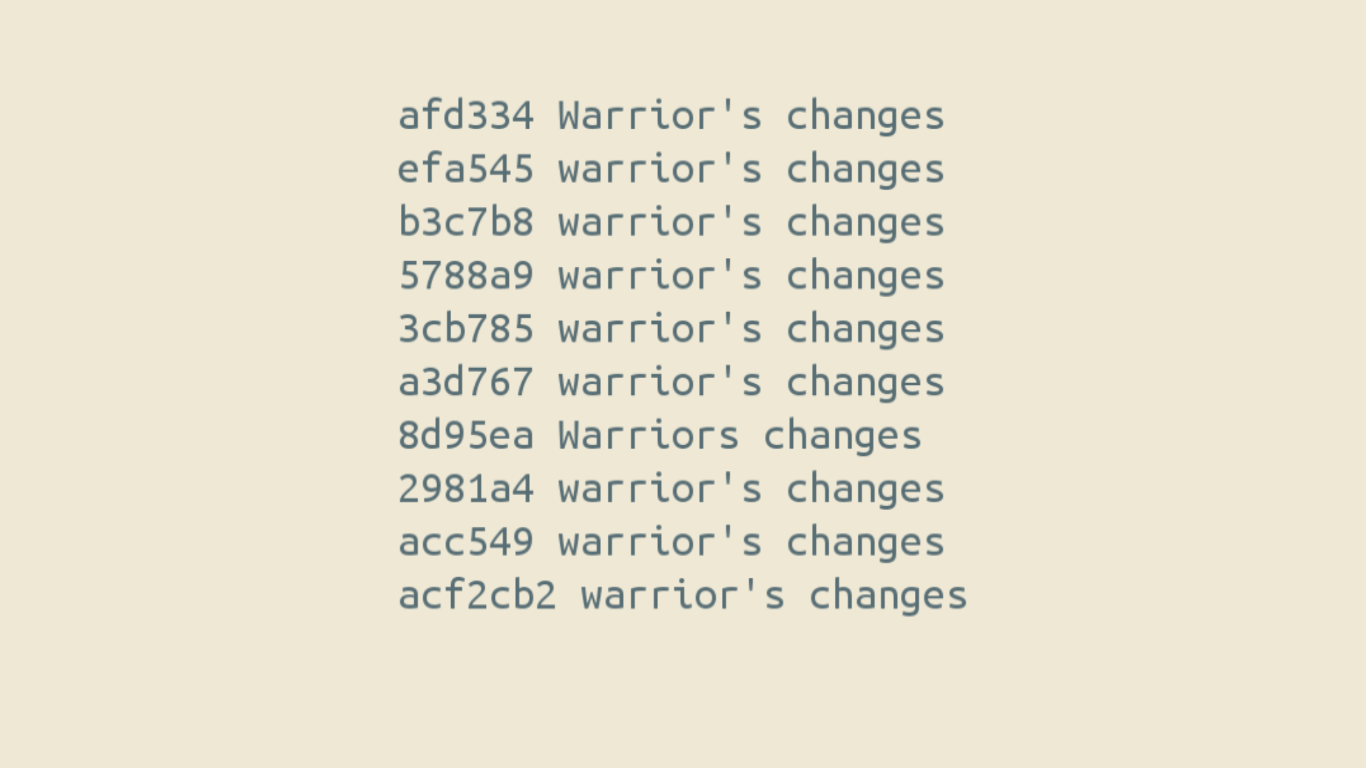 afd334 Warrior's changes
efa545 warrior's changes
b3c7b8 warrior's changes
5788a9 warrior's changes
3cb785 warrior's changes
a3d767 warrior's changes
8d95ea Warriors changes
2981a4 warrior's changes
acc549 warrior's changes
acf2cb2 warrior's changes